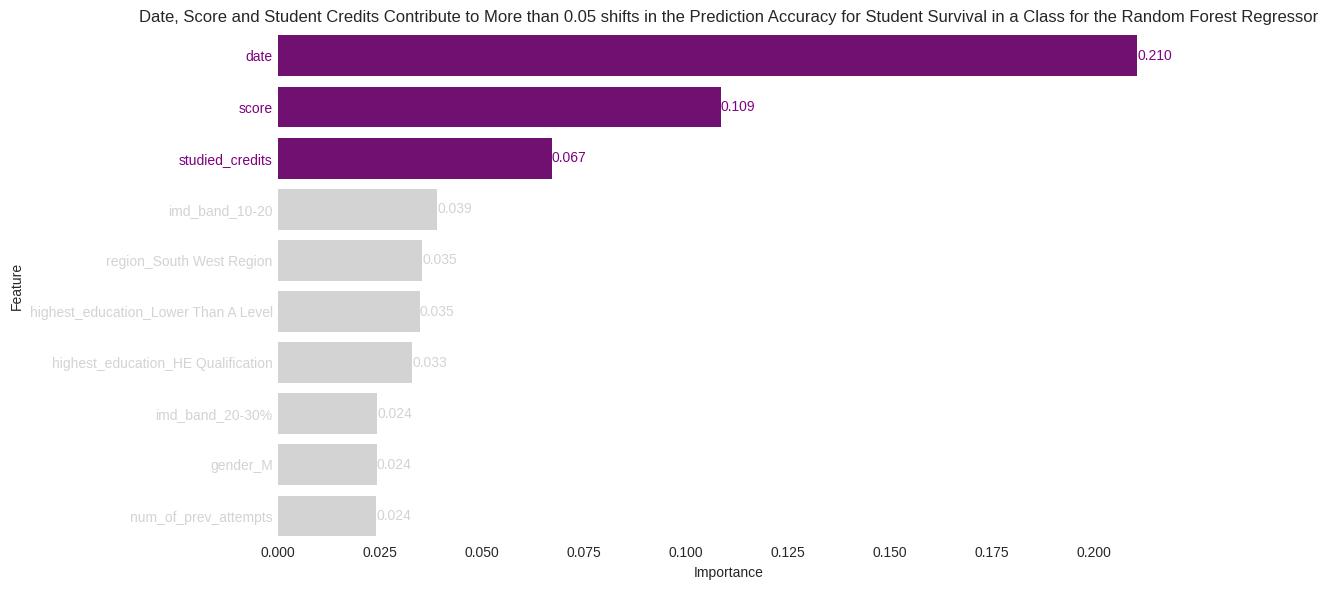 Date, Score and Student Credits Contribute to More than 0.05 shifts in the Prediction Accuracy for Student Survival in a Class for the Random Forest Regressor
Feature
date 0.210
score 0.109
studied_credits 0.067
imd_band_10-20 0.039
region_South West Region 0.035
highest_education_Lower Than A Level 0.035
highest_education_HE Qualification 0.033
imd_band_20-30% 0.024
gender_M 0.024
num_of_prev_attempts 0.024
0.000 0.025 0.050 0.075 0.100 0.125 0.150 0.175 0.200
Importance